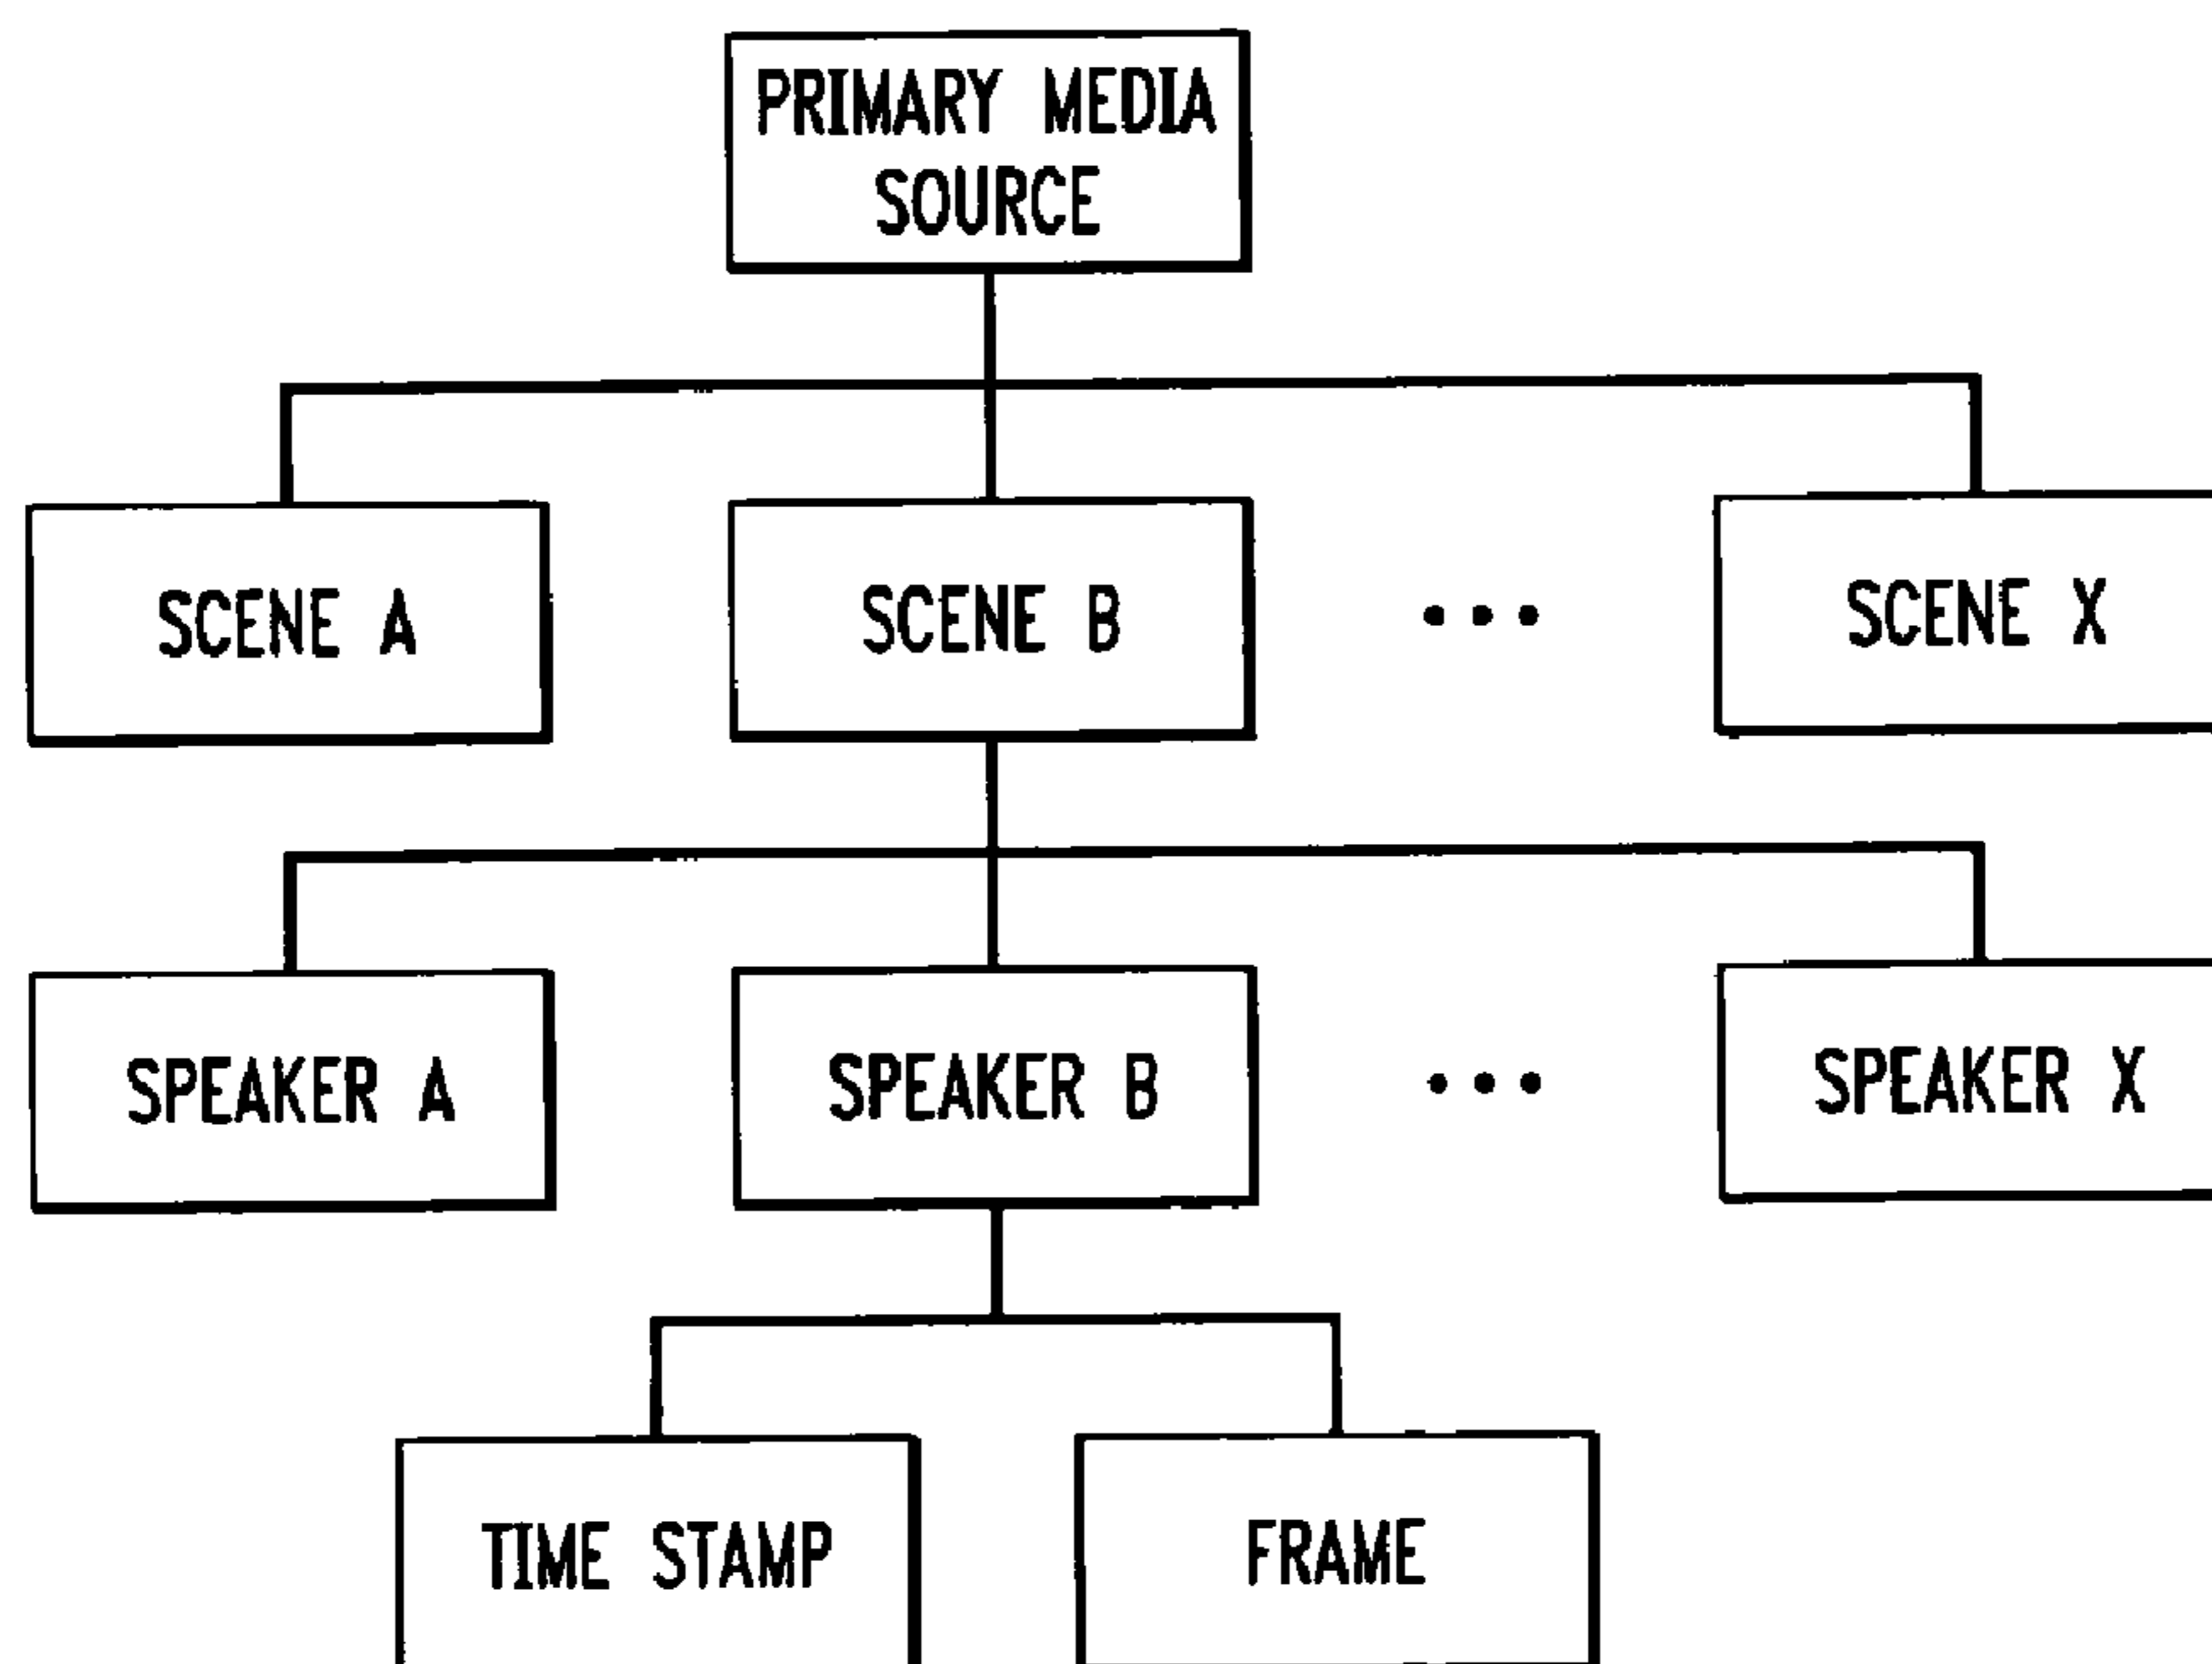 PRIMARY MEDIA
SOURCE
SCENE A
SCENE B
• • •
SCENE X
SPEAKER A
SPEAKER B
• • •
SPEAKER X
TIME STAMP
FRAME